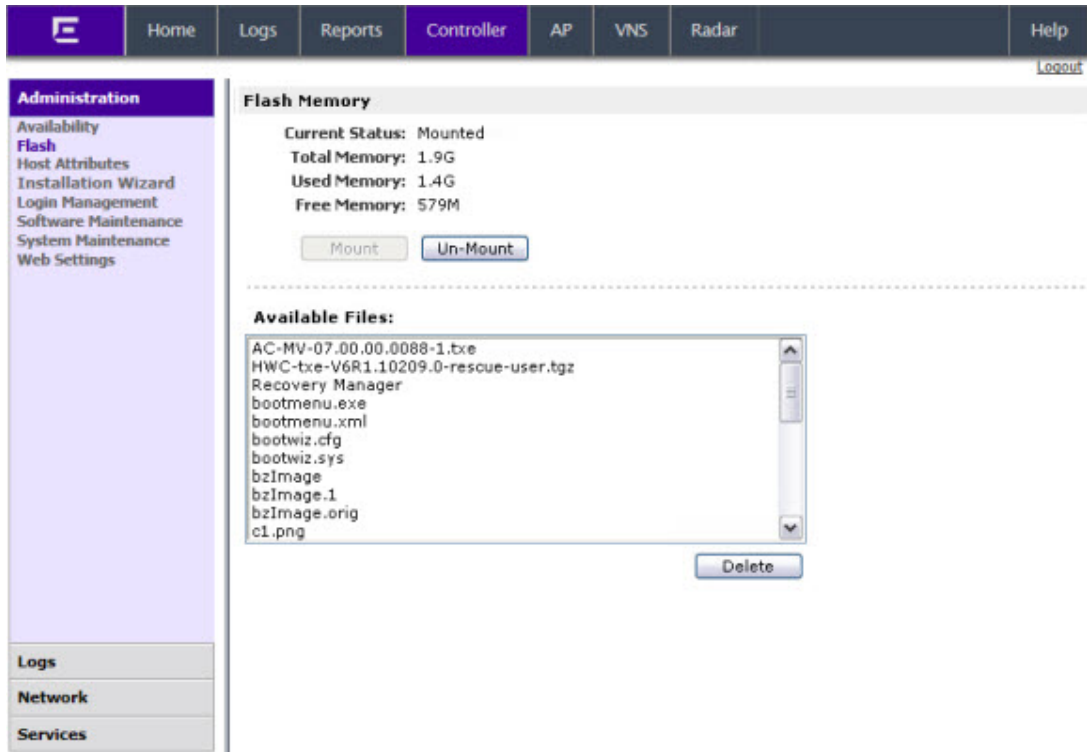 Home Logs Reports Controller AP VNS Radar Help
Logout
Administration
Availability
Flash
Host Attributes
Installation Wizard
Login Management
Software Maintenance
System Maintenance
Web Settings
Logs
Network
Services
Flash Memory
Current Status: Mounted
Total Memory: 1.9G
Used Memory: 1.4G
Free Memory: 579M
Mount Un-Mount
Available Files:
AC-MV-07.00.00.0088-1.txe
HWC-txe-V6R1.10209.0-rescue-user.tgz
Recovery Manager
bootmenu.exe
bootmenu.xml
bootwiz.cfg
bootwiz.sys
bzImage
bzImage.1
bzImage.orig
c1.png
Delete